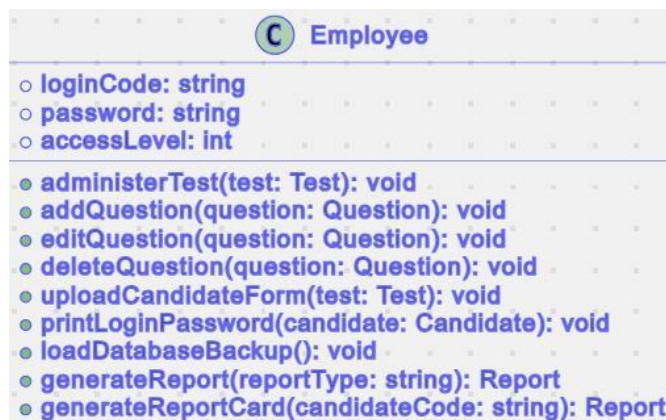 C Employee
loginCode: string
password: string
accessLevel: int
administerTest(test: Test): void
addQuestion(question: Question): void
editQuestion(question: Question): void
deleteQuestion(question: Question): void
uploadCandidateForm(test: Test): void
printLoginPassword(candidate: Candidate): void
loadDatabaseBackup(): void
generateReport(reportType: string): Report
generateReportCard(candidateCode: string): Report